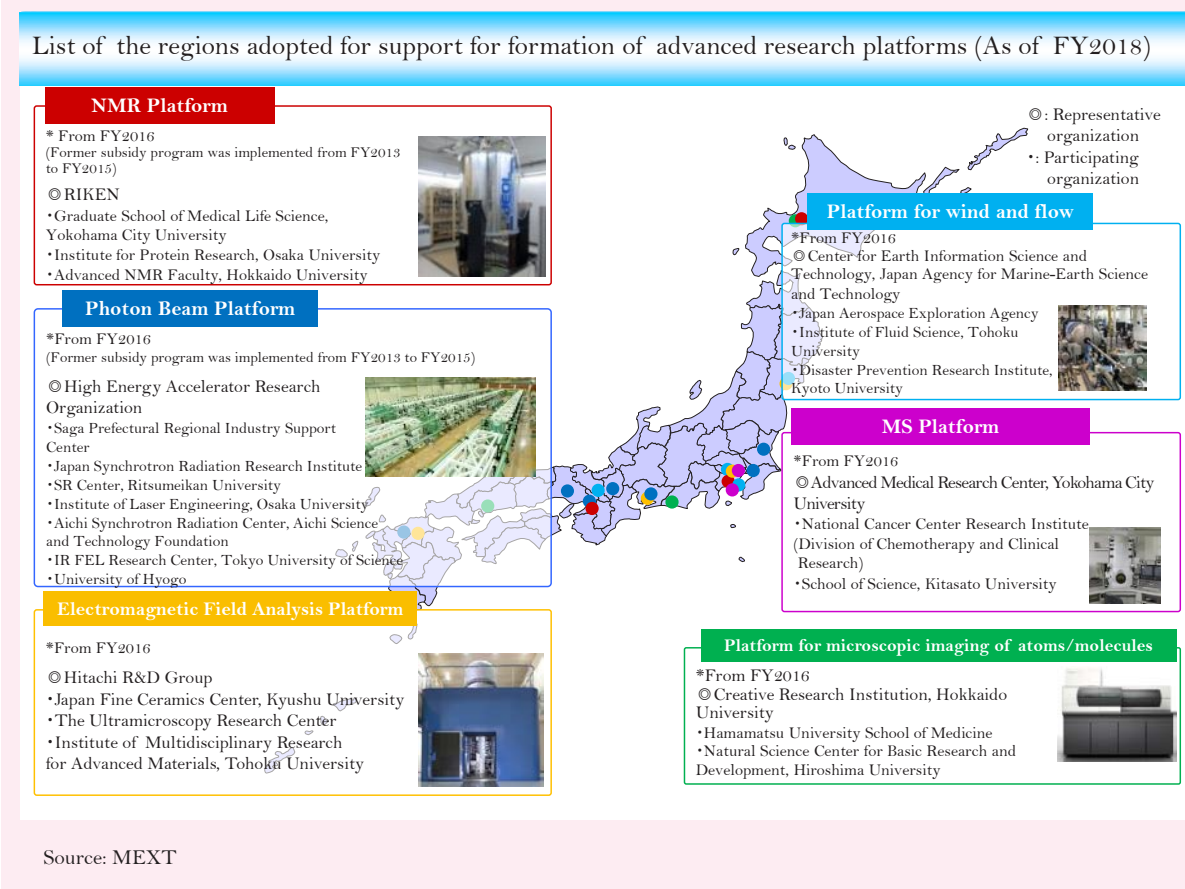 List of the regions adopted for support for formation of advanced research platforms (As of FY2018)
NMR Platform
* From FY2016
(Former subsidy program was implemented from FY2013
to FY2015)
◎RIKEN
・Graduate School of Medical Life Science,
Yokohama City University
・Institute for Protein Research, Osaka University
・Advanced NMR Faculty, Hokkaido University
Photon Beam Platform
*From FY2016
(Former subsidy program was implemented from FY2013 to FY2015)
◎High Energy Accelerator Research
Organization
・Saga Prefectural Regional Industry Support
Center
・Japan Synchrotron Radiation Research Institute
・SR Center, Ritsumeikan University
・Institute of Laser Engineering, Osaka University
・Aichi Synchrotron Radiation Center, Aichi Science
and Technology Foundation
・IR FEL Research Center, Tokyo University of Science
・University of Hyogo
Electromagnetic Field Analysis Platform
*From FY2016
◎Hitachi R&D Group
・Japan Fine Ceramics Center, Kyushu University
・The Ultramicroscopy Research Center
・Institute of Multidisciplinary Research
for Advanced Materials, Tohoku University
◎: Representative
organization
・: Participating
organization
Platform for wind and flow
*From FY2016
◎Center for Earth Information Science and
Technology, Japan Agency for Marine-Earth Science
and Technology
・Japan Aerospace Exploration Agency
・Institute of Fluid Science, Tohoku
University
・Disaster Prevention Research Institute,
Kyoto University
MS Platform
*From FY2016
◎Advanced Medical Research Center, Yokohama City
University
・National Cancer Center Research Institute
(Division of Chemotherapy and Clinical
Research)
・School of Science, Kitasato University
Platform for microscopic imaging of atoms/molecules
*From FY2016
◎Creative Research Institution, Hokkaido
University
・Hamamatsu University School of Medicine
・Natural Science Center for Basic Research and
Development, Hiroshima University
Source: MEXT